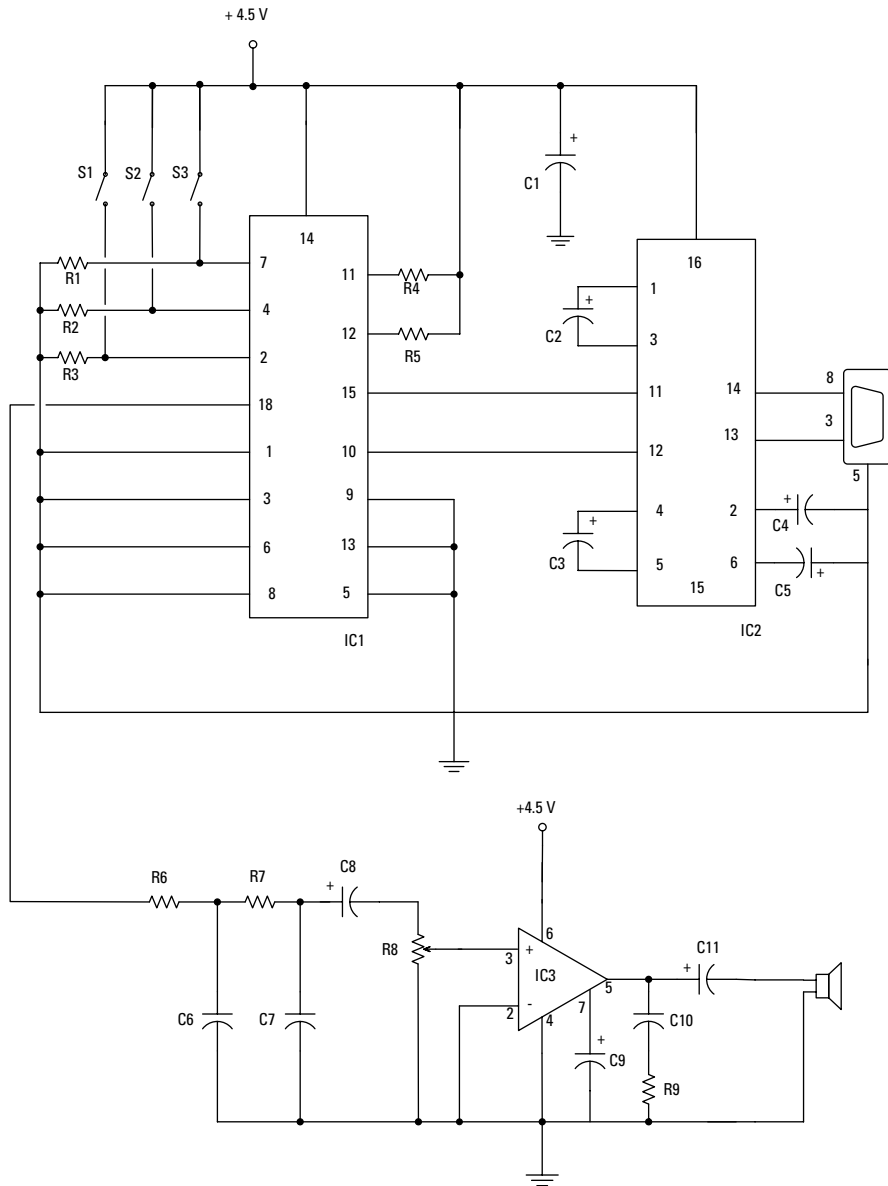 + 4.5 V
S1 S2 S3
C1
14 16
7 11 R4 1
R1
C2
4
R2 12 R5 3
2
R3
8
15 11 14
18
3
13
1 10 12
5
3 9 4 2 C4
C3
6 13 5 6
C5
8 5 15
IC1 IC2
+4.5 V
R6 R7 C8
6
C11
R8 3 + IC3
5
2 - 7
4
C6 C7 C10
C9
R9